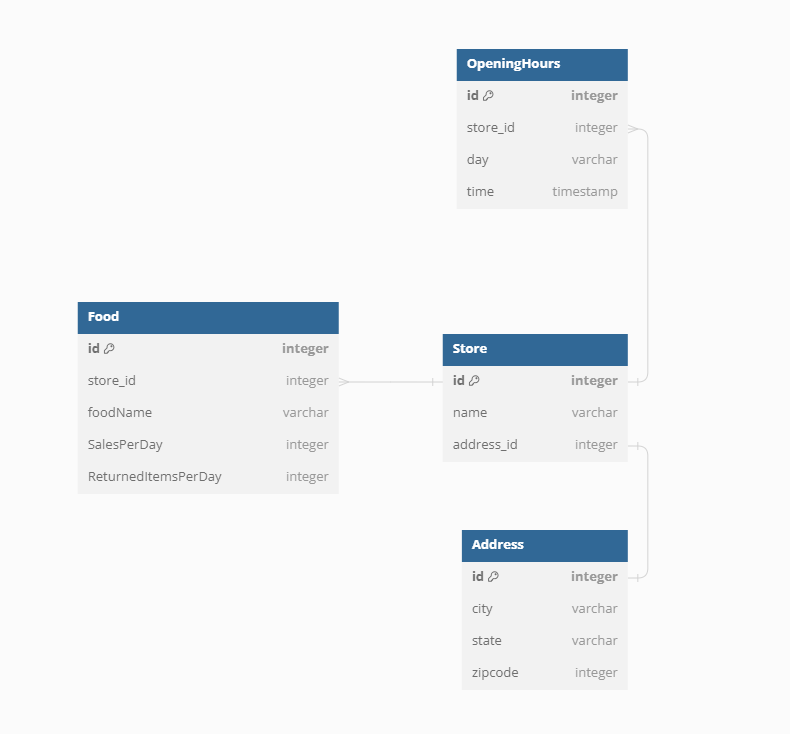 OpeningHours
id integer
store_id integer
day varchar
time timestamp
Food
id integer
store_id integer
foodName varchar
SalesPerDay integer
ReturnedItemsPerDay integer
Store
id integer
name varchar
address_id integer
Address
id integer
city varchar
state varchar
zipcode integer